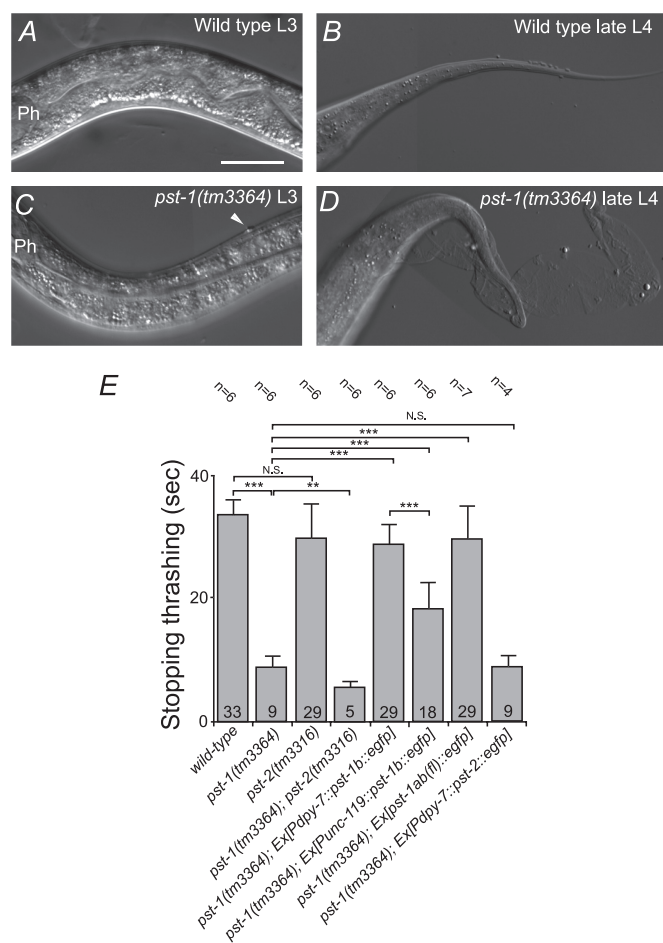 A
Wild type L3
Ph
B
Wild type late L4
C
pst-1(tm3364) L3
Ph
D
pst-1(tm3364) late L4
E
n=6
n=6
n=6
n=6
n=6
n=6
n=7
n=4
N.S.
***
***
***
N.S.
***
**
***
Stopping thrashing (sec)
40
20
0
33
9
29
5
29
18
29
9
wild-type
pst-1(tm3364)
pst-2(tm3316)
pst-1(tm3364); pst-2(tm3316)
pst-1(tm3364); Ex[Pdpy-7::pst-1b::egfp]
pst-1(tm3364); Ex[Punc-119::pst-1b::egfp]
pst-1(tm3364); Ex[pst-1ab(fl)::egfp]
pst-1(tm3364); Ex[Pdpy-7::pst-2::egfp]